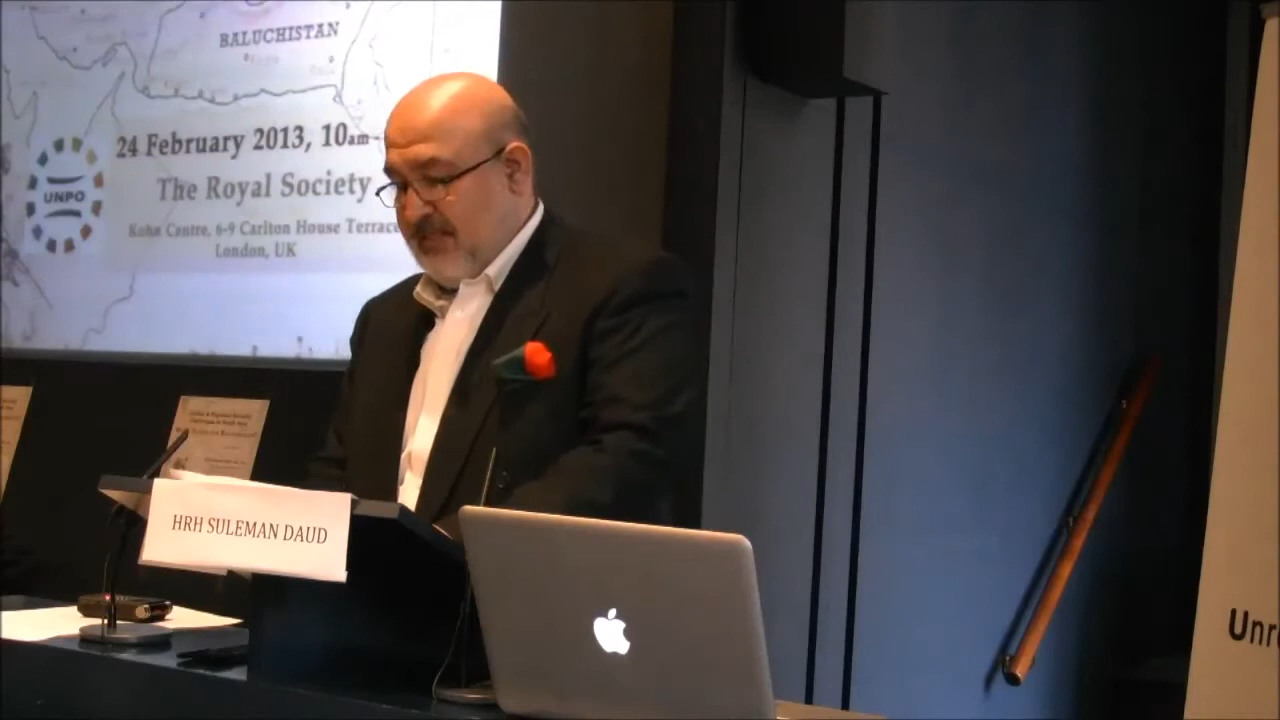 BALUCHISTAN
24 February 2013, 10am-
The Royal Society
Kohn Centre, 6-9 Carlton House Terrace
London, UK
UNPO
HRH SULEMAN DAUD
Unr